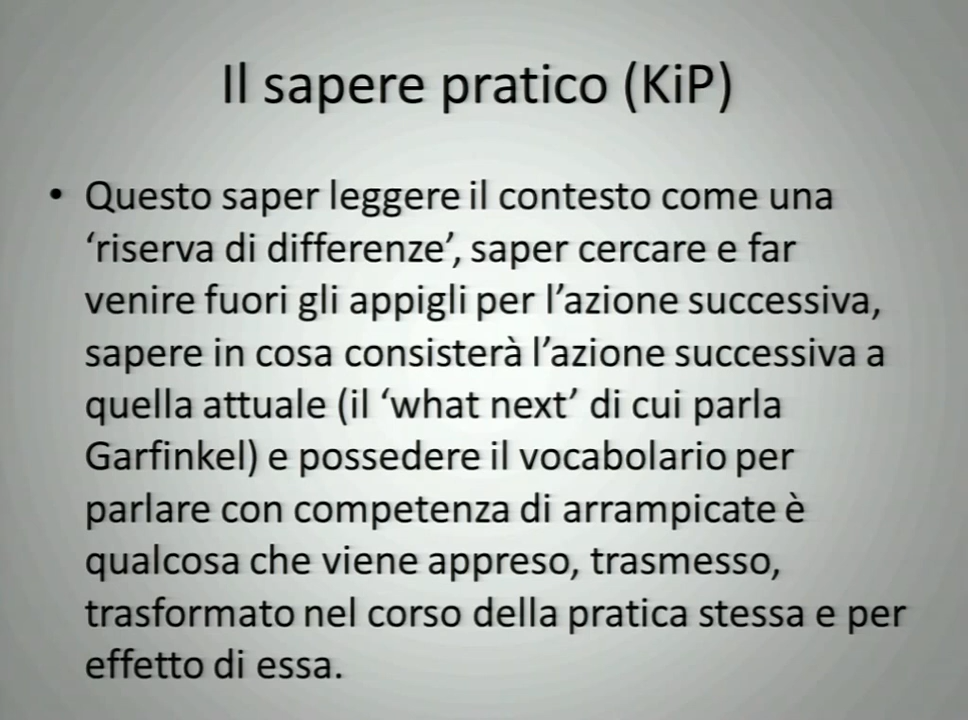 Il sapere pratico (KiP)
• Questo saper leggere il contesto come una
‘riserva di differenze’, saper cercare e far
venire fuori gli appigli per l’azione successiva,
sapere in cosa consisterà l’azione successiva a
quella attuale (il ‘what next’ di cui parla
Garfinkel) e possedere il vocabolario per
parlare con competenza di arrampicate è
qualcosa che viene appreso, trasmesso,
trasformato nel corso della pratica stessa e per
effetto di essa.